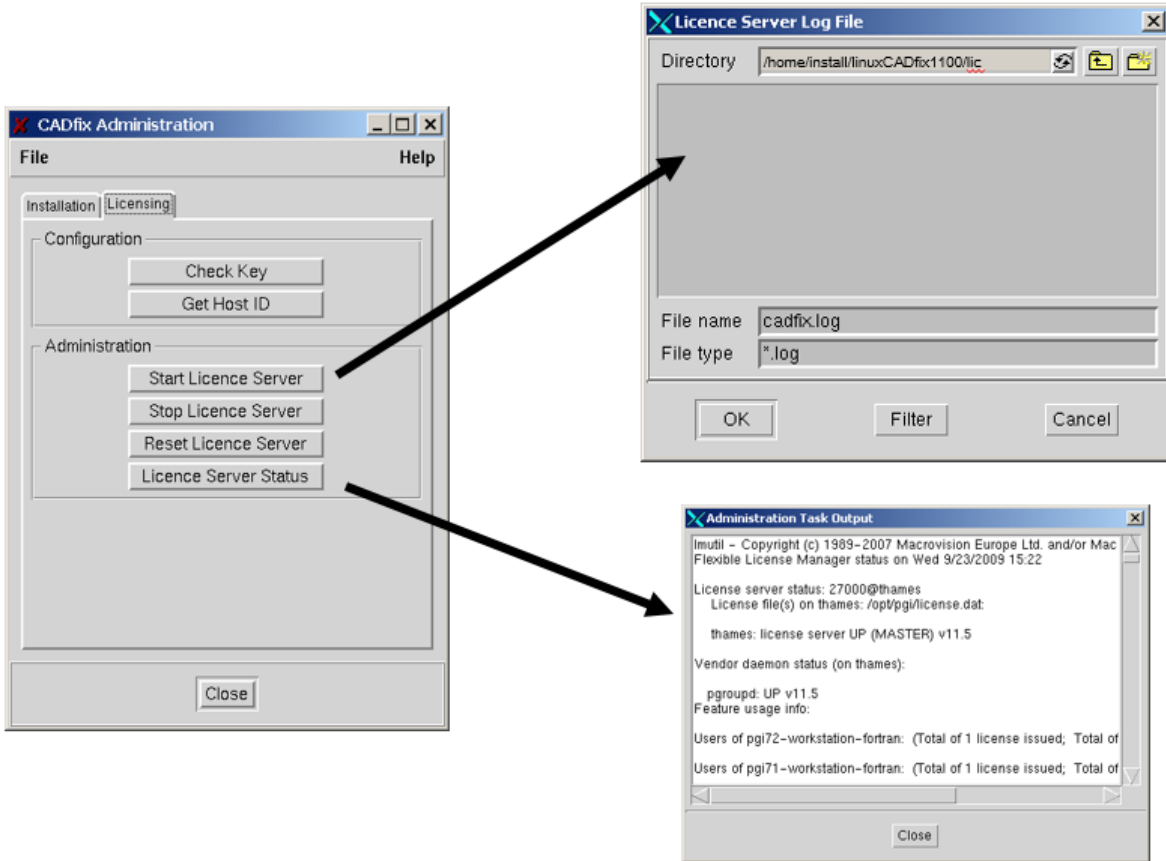 CADfix Administration
File Help
Installation Licensing
Configuration
Check Key
Get Host ID
Administration
Start Licence Server
Stop Licence Server
Reset Licence Server
Licence Server Status
Close
Licence Server Log File
Directory /home/install/linuxCADfix1100/lic
File name cadfix.log
File type *.log
OK Filter Cancel
Administration Task Output
lmutil - Copyright (c) 1989-2007 Macrovision Europe Ltd. and/or Mac
Flexible License Manager status on Wed 9/23/2009 15:22
License server status: 27000@thames
License file(s) on thames: /opt/pgi/license.dat:
thames: license server UP (MASTER) v11.5
Vendor daemon status (on thames):
pgroupd: UP v11.5
Feature usage info:
Users of pgi72-workstation-fortran: (Total of 1 license issued; Total of
Users of pgi71-workstation-fortran: (Total of 1 license issued; Total of
Close